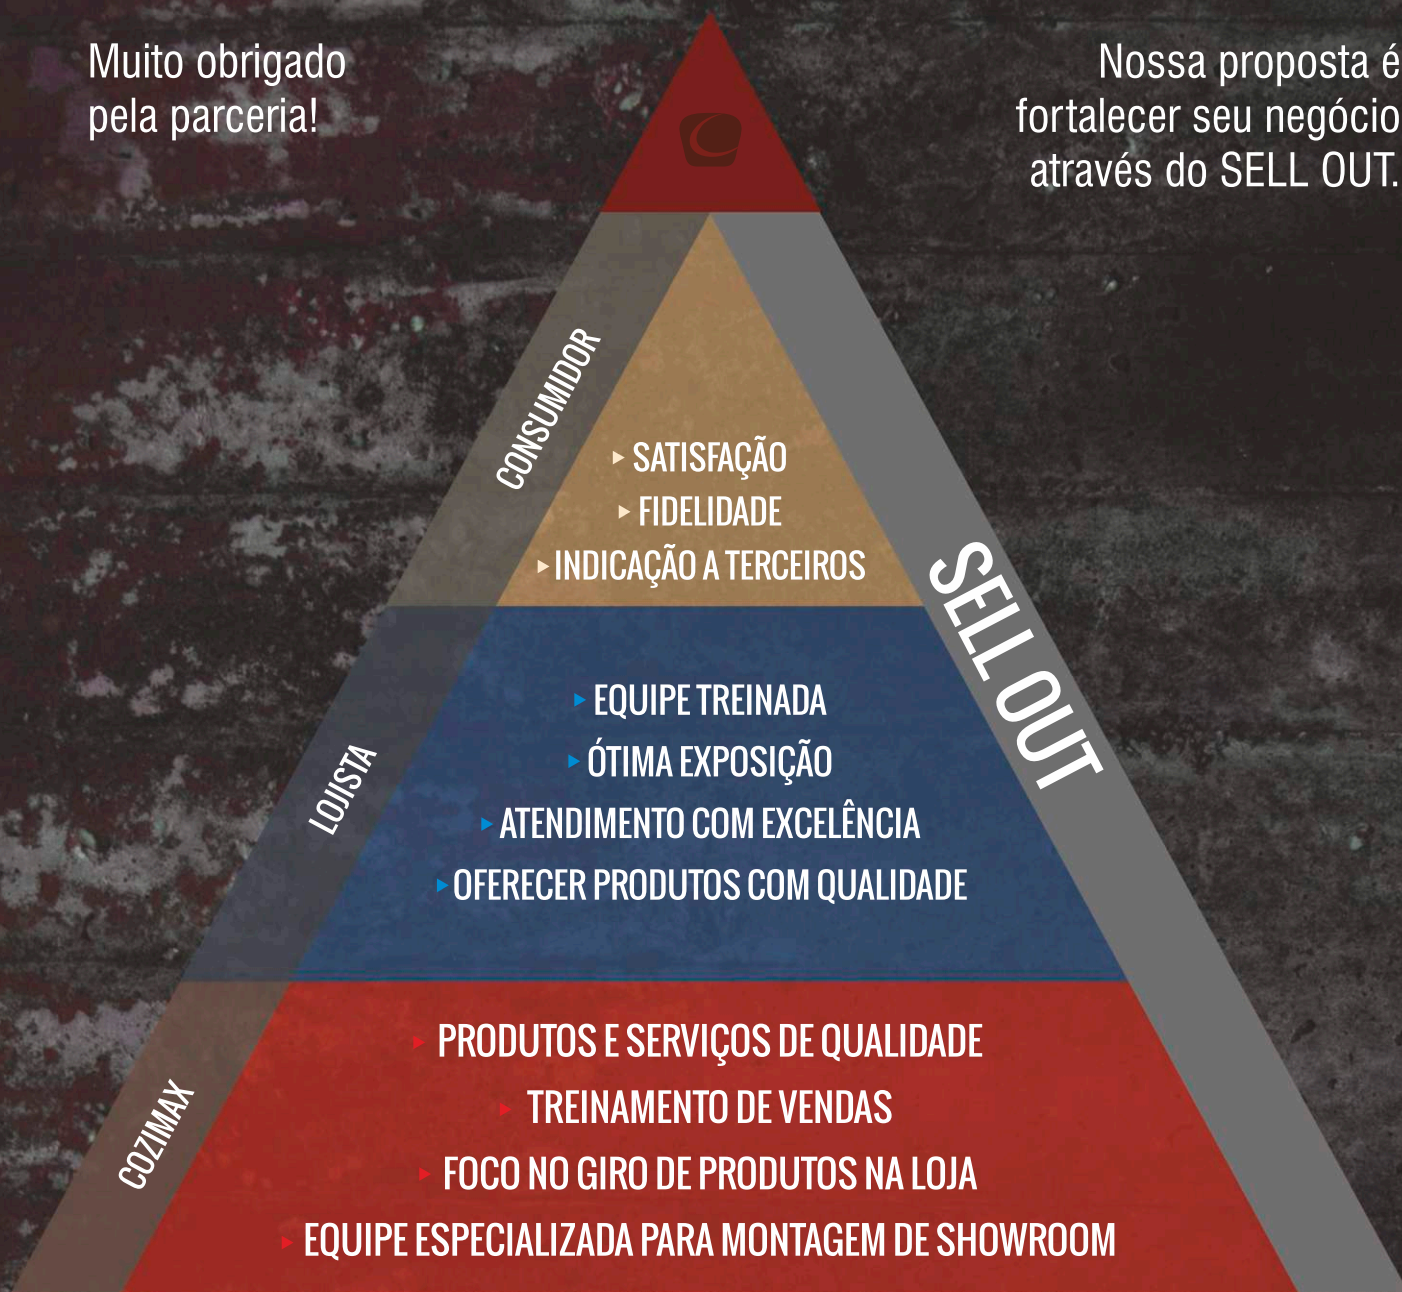 Muito obrigado
pela parceria!
Nossa proposta é
fortalecer seu negócio
através do SELL OUT.
CONSUMIDOR
SATISFAÇÃO
FIDELIDADE
INDICAÇÃO A TERCEIROS
SELL OUT
LOJISTA
EQUIPE TREINADA
ÓTIMA EXPOSIÇÃO
ATENDIMENTO COM EXCELÊNCIA
OFERECER PRODUTOS COM QUALIDADE
COZIMAX
PRODUTOS E SERVIÇOS DE QUALIDADE
TREINAMENTO DE VENDAS
FOCO NO GIRO DE PRODUTOS NA LOJA
EQUIPE ESPECIALIZADA PARA MONTAGEM DE SHOWROOM